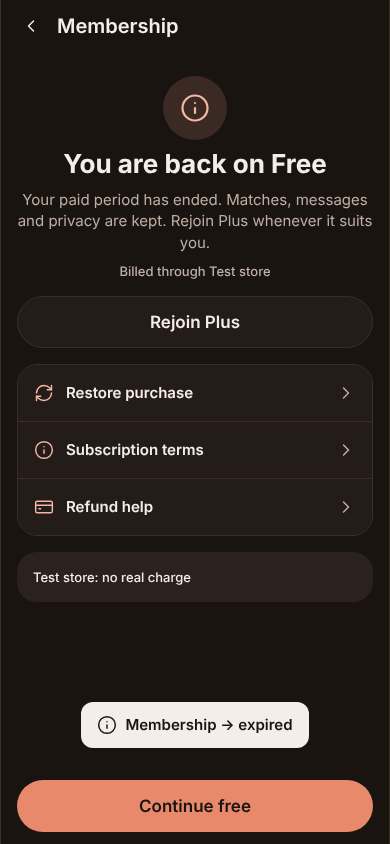 Membership
You are back on Free
Your paid period has ended. Matches, messages
and privacy are kept. Rejoin Plus whenever it suits
you.
Billed through Test store
Rejoin Plus
Restore purchase
Subscription terms
Refund help
Test store: no real charge
Membership → expired
Continue free